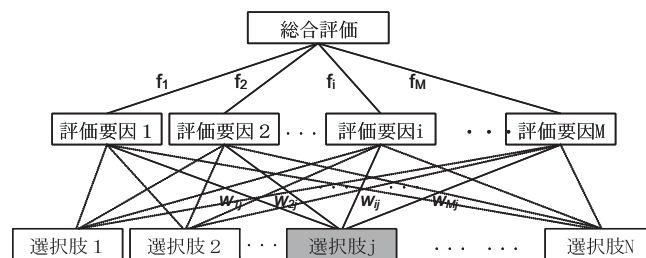 総合評価
f1 f2 fi fM
評価要因1 評価要因2 ・・・ 評価要因i ・・・ 評価要因M
・・・ ・・
W1j W2j Wij WMj
選択肢1 選択肢2 ・・・ 選択肢j ・・・ ・・・ 選択肢N